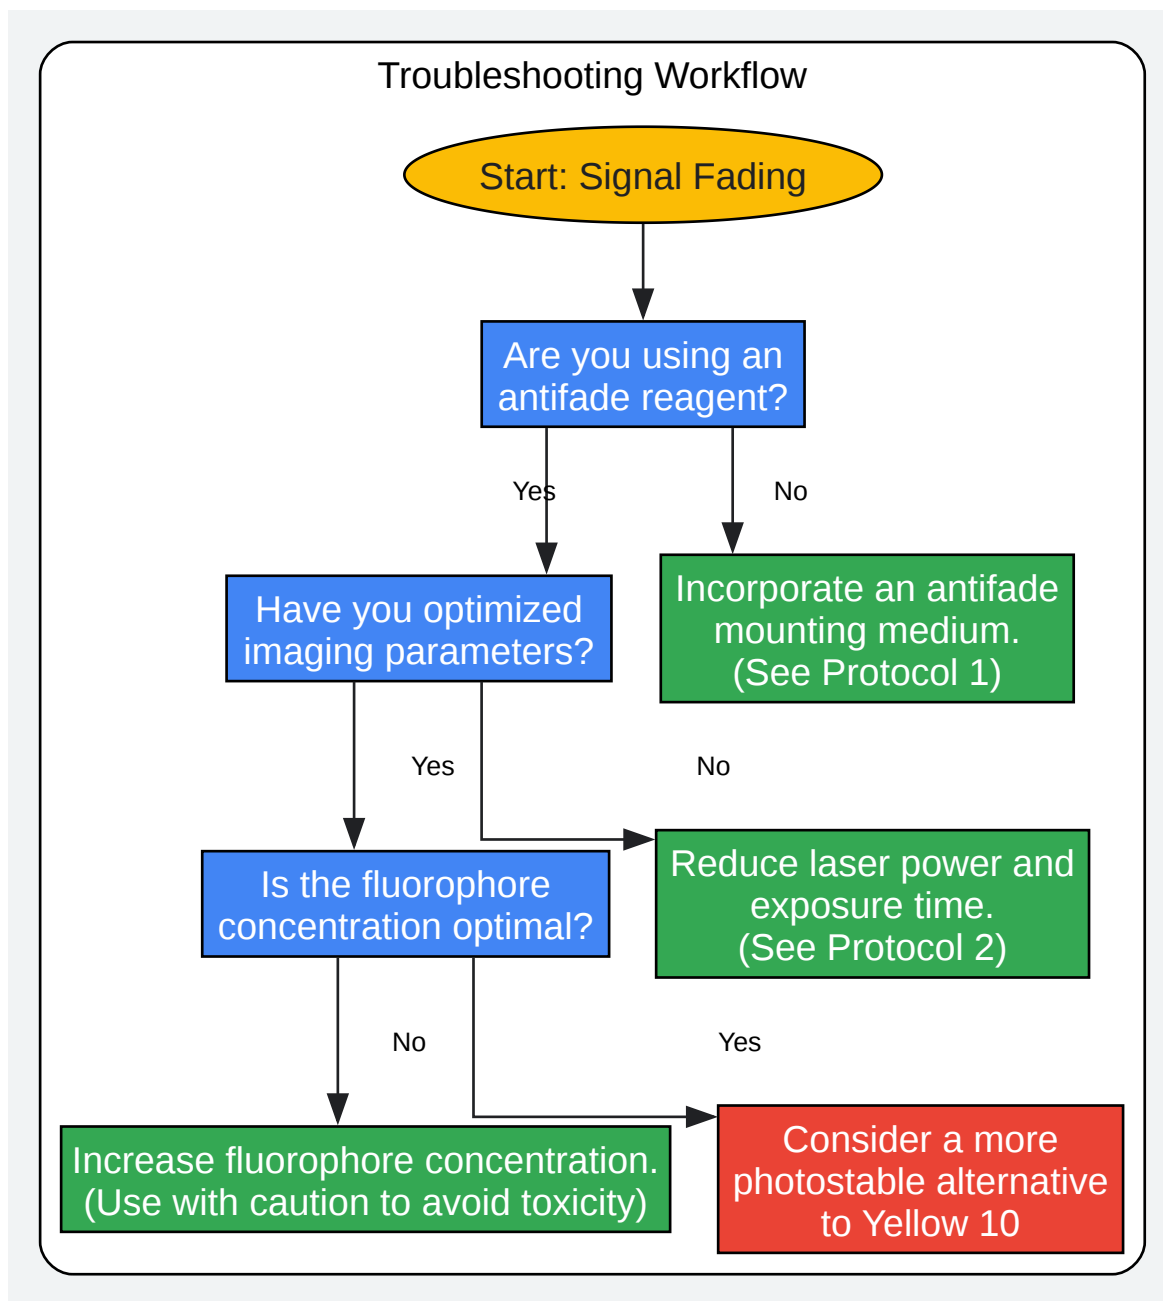 Troubleshooting Workflow
Start: Signal Fading
Are you using an
antifade reagent?
Yes
No
Incorporate an antifade
mounting medium.
(See Protocol 1)
Have you optimized
imaging parameters?
Yes
No
Reduce laser power and
exposure time.
(See Protocol 2)
Is the fluorophore
concentration optimal?
No
Yes
Increase fluorophore concentration.
(Use with caution to avoid toxicity)
Consider a more
photostable alternative
to Yellow 10